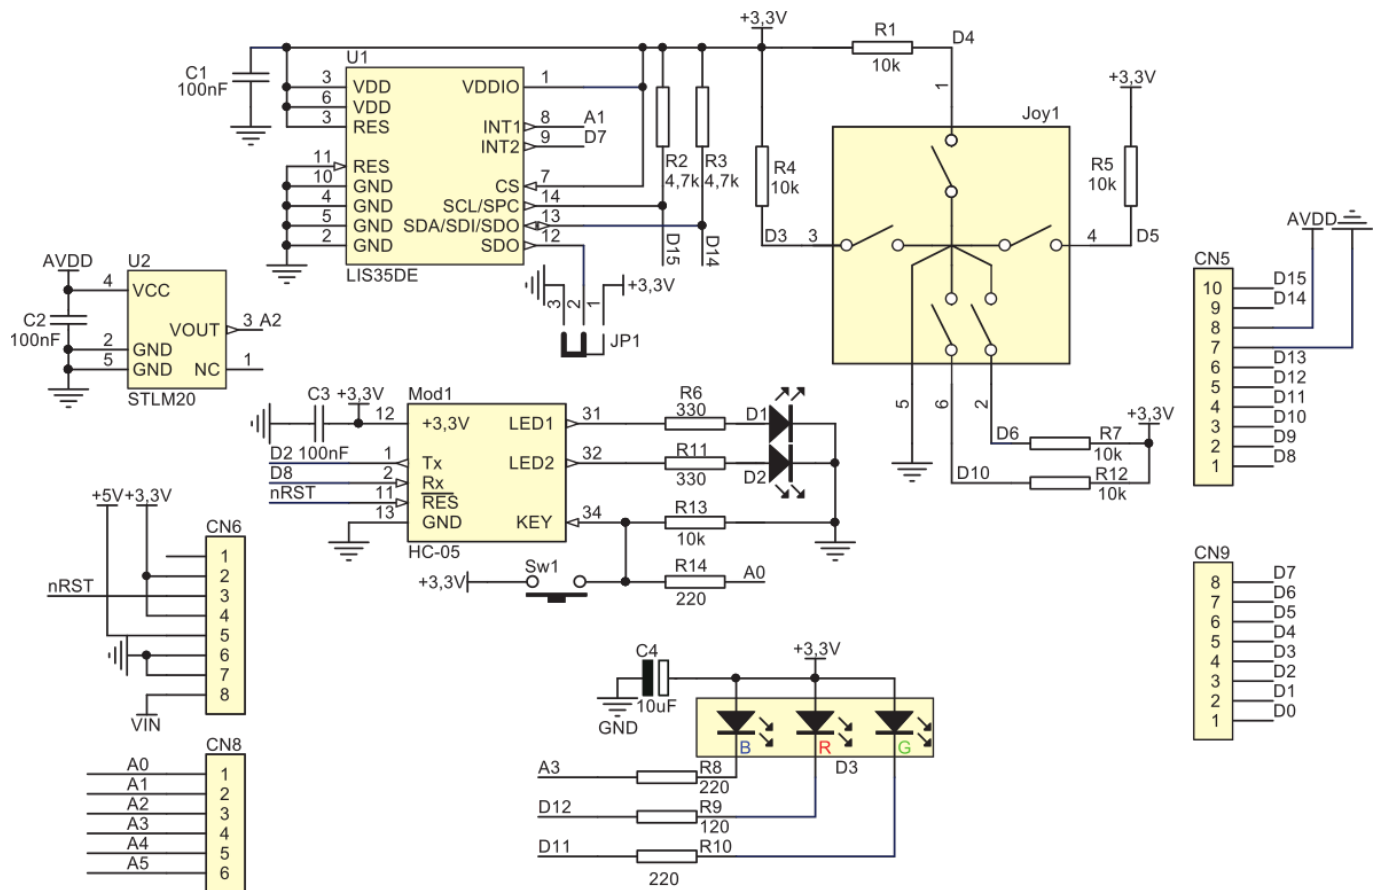 +3,3V
R1
10k
D4
1
+3,3V
C1
100nF
U1
3 VDD
6 VDD
3 RES
11 RES
10 GND
4 GND
5 GND
2 GND
VDDIO 1
INT1 8 A1
INT2 9 D7
CS 7
SCL/SPC 14
SDA/SDI/SDO 13
SDO 12
LIS35DE
R2
4,7k
R3
4,7k
D15
D14
R4
10k
Joy1
R5
10k
D3 3
4 D5
5
6
2
D6
R7
10k
D10
R12
10k
+3,3V
3
2
1
+3,3V
JP1
AVDD
U2
4 VCC
C2
100nF
VOUT 3 A2
2 GND
5 GND
NC 1
STLM20
C3
100nF
+3,3V
Mod1
12 +3,3V
D2 1 Tx
D8 2 Rx
nRST 11 RES
13 GND
LED1 31
LED2 32
KEY 34
HC-05
R6
330
D1
R11
330
D2
R13
10k
+3,3V
Sw1
R14
220
A0
AVDD
CN5
10 D15
9 D14
8
7
6 D13
5 D12
4 D11
3 D10
2 D9
1 D8
+5V
+3,3V
CN6
1
2
nRST 3
4
5
6
7
8
VIN
CN8
A0 1
A1 2
A2 3
A3 4
A4 5
A5 6
C4
10uF
GND
+3,3V
B
R
G
D3
A3
R8
220
D12
R9
120
D11
R10
220
CN9
8 D7
7 D6
6 D5
5 D4
4 D3
3 D2
2 D1
1 D0